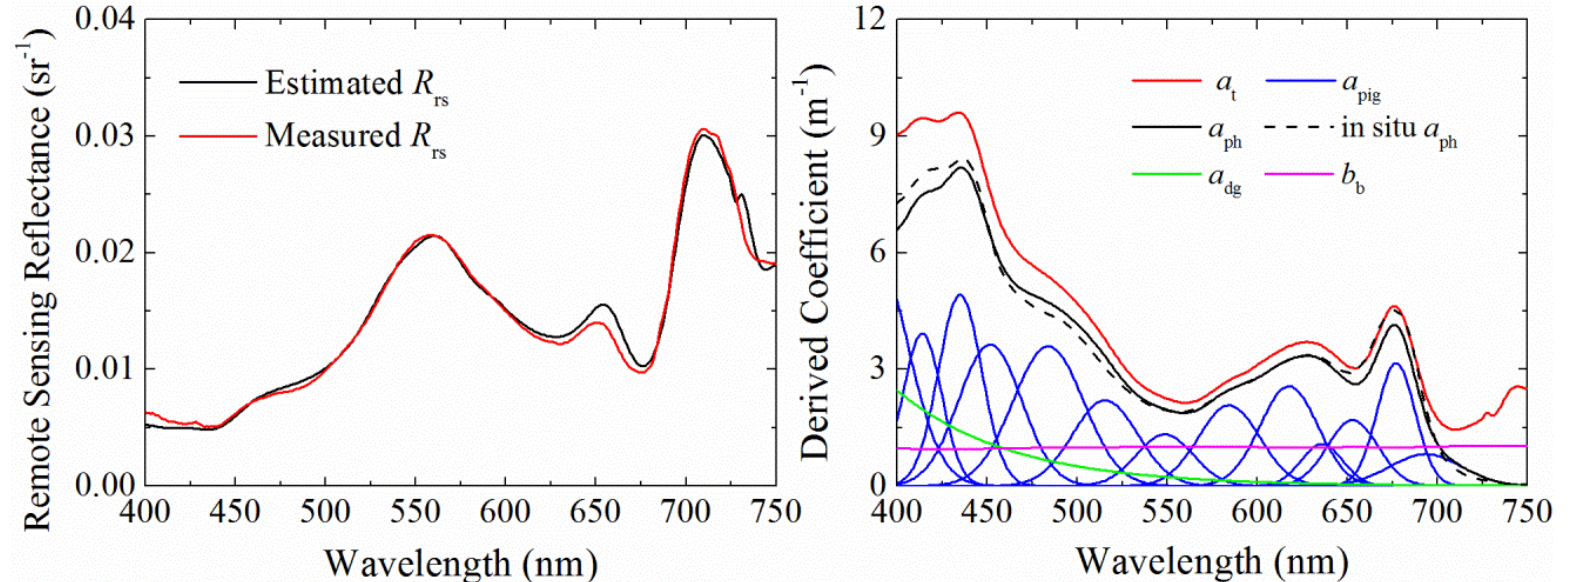 Remote Sensing Reflectance (sr-1)
0.04
0.03
0.02
0.01
0.00
Estimated Rrs
Measured Rrs
400 450 500 550 600 650 700 750
Wavelength (nm)
Derived Coefficient (m-1)
12
9
6
3
0
at apig
aph in situ aph
adg bb
400 450 500 550 600 650 700 750
Wavelength (nm)